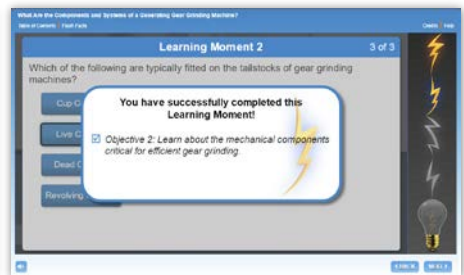 What Are the Components and Systems of a Generating Gear Grinding Machine?
Table of Contents Flash Facts
Credits Help
Learning Moment 2
3 of 3
Which of the following are typically fitted on the tailstocks of gear grinding
machines?
Cup C
Live C
Dead C
Revolving
You have successfully completed this
Learning Moment!
Objective 2: Learn about the mechanical components
critical for efficient gear grinding.
NEXT